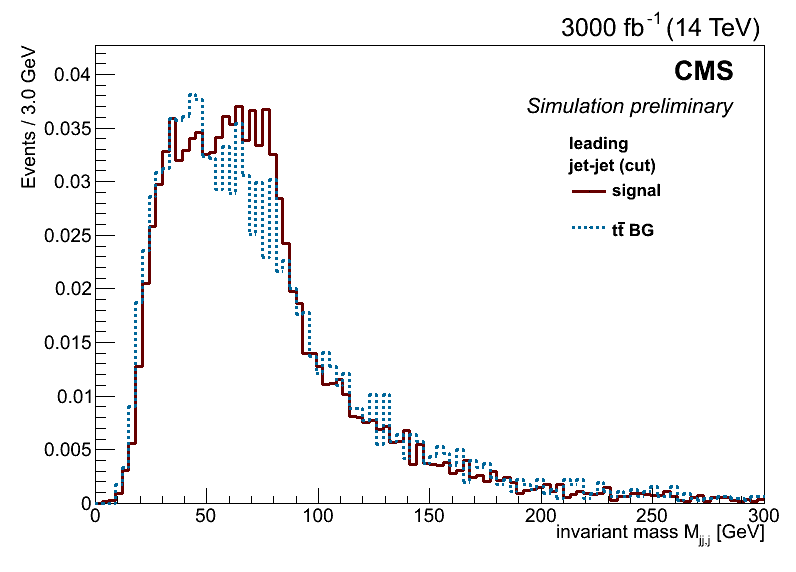 3000 fb⁻¹ (14 TeV)
CMS
Simulation preliminary
leading
jet-jet (cut)
signal
tt̄ BG
Events / 3.0 GeV
0.04
0.035
0.03
0.025
0.02
0.015
0.01
0.005
0
0 50 100 150 200 250 300
invariant mass M_jj,j [GeV]